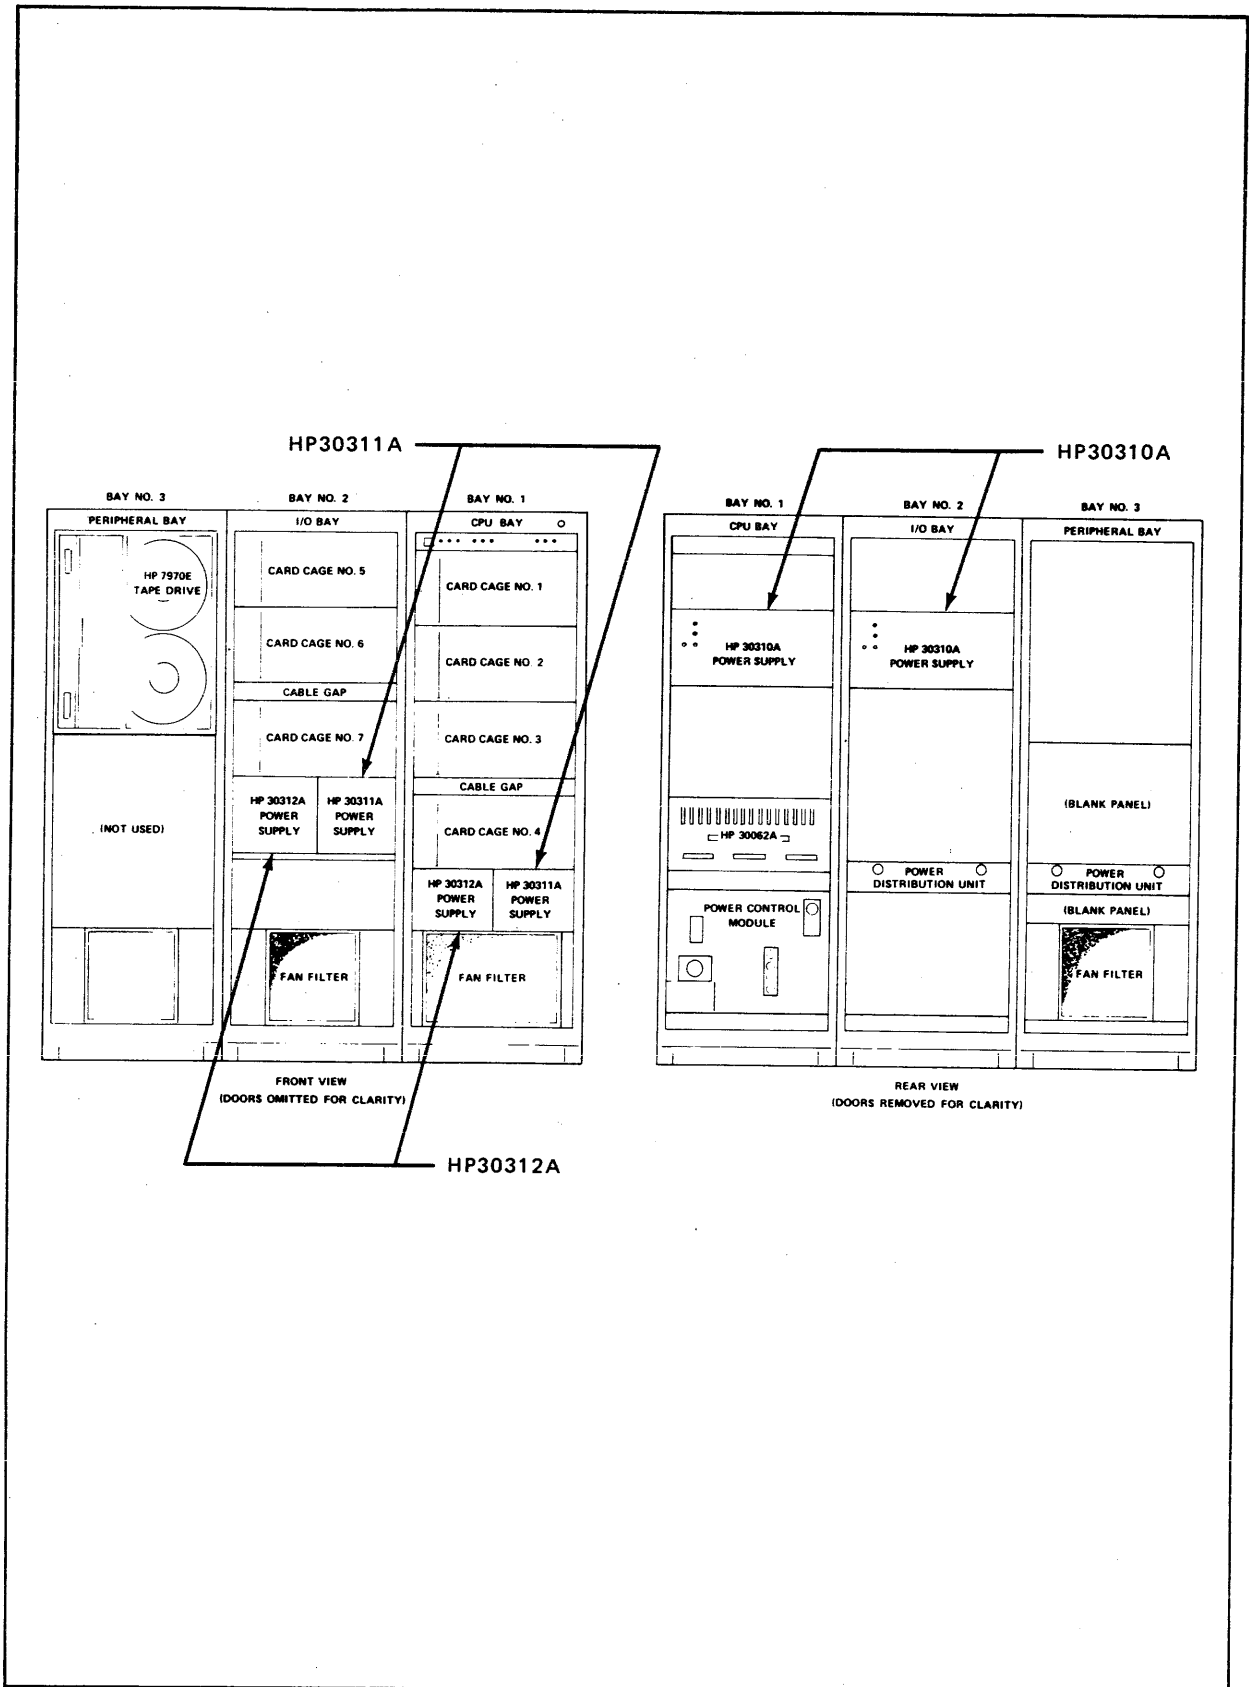 HP30311A
HP30310A
BAY NO. 3
BAY NO. 2
BAY NO. 1
PERIPHERAL BAY
I/O BAY
CPU BAY
HP 7970E
TAPE DRIVE
(NOT USED)
CARD CAGE NO. 5
CARD CAGE NO. 6
CABLE GAP
CARD CAGE NO. 7
HP 30312A
POWER
SUPPLY
HP 30311A
POWER
SUPPLY
FAN FILTER
CARD CAGE NO. 1
CARD CAGE NO. 2
CARD CAGE NO. 3
CABLE GAP
CARD CAGE NO. 4
HP 30312A
POWER
SUPPLY
HP 30311A
POWER
SUPPLY
FAN FILTER
FRONT VIEW
(DOORS OMITTED FOR CLARITY)
HP30312A
BAY NO. 1
BAY NO. 2
BAY NO. 3
CPU BAY
I/O BAY
PERIPHERAL BAY
HP 30310A
POWER SUPPLY
HP 30062A
POWER CONTROL
MODULE
HP 30310A
POWER SUPPLY
POWER
DISTRIBUTION UNIT
(BLANK PANEL)
POWER
DISTRIBUTION UNIT
(BLANK PANEL)
FAN FILTER
REAR VIEW
(DOORS REMOVED FOR CLARITY)